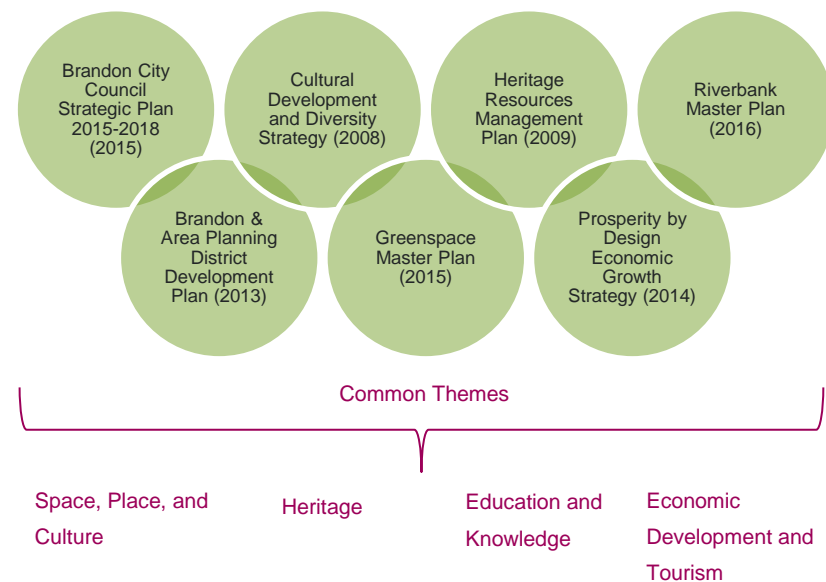 Brandon City
Council
Strategic Plan
2015-2018
(2015)
Cultural
Development
and Diversity
Strategy (2008)
Heritage
Resources
Management
Plan (2009)
Riverbank
Master Plan
(2016)
Brandon &
Area Planning
District
Development
Plan (2013)
Greenspace
Master Plan
(2015)
Prosperity by
Design
Economic
Growth
Strategy (2014)
Common Themes
Space, Place, and
Culture
Heritage
Education and
Knowledge
Economic
Development and
Tourism